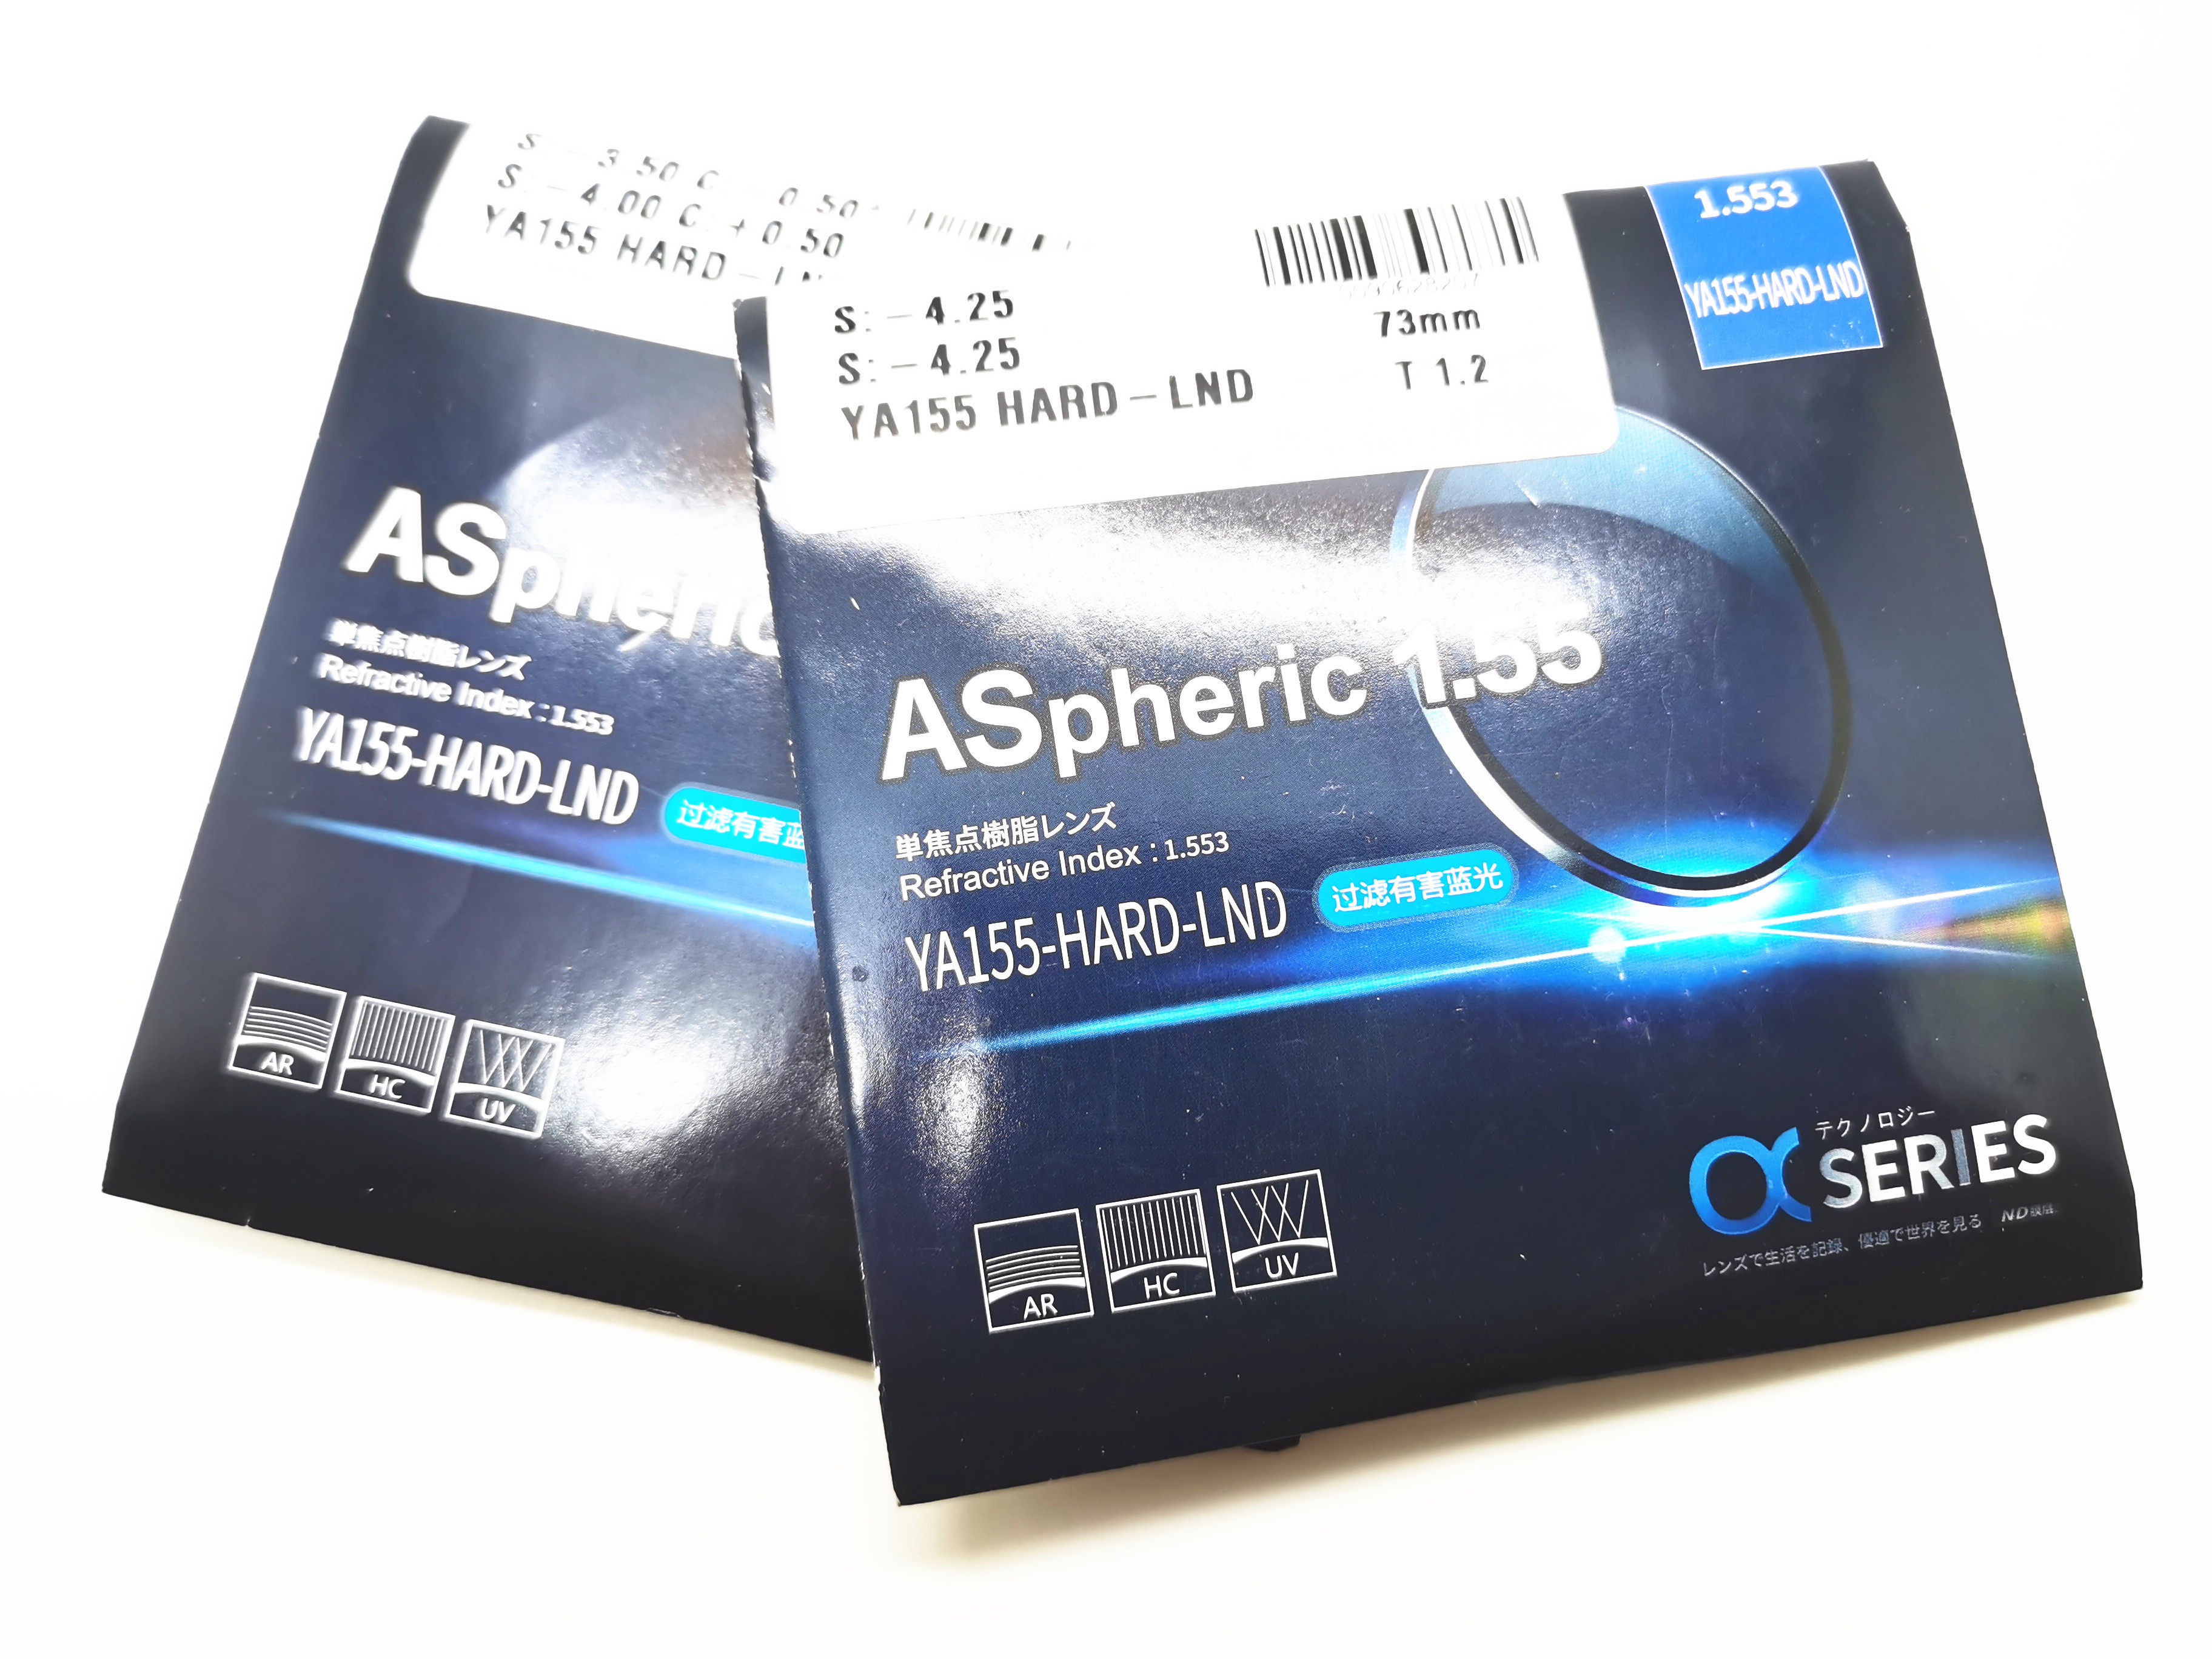 S: -3.50 C: -0.50
S: -4.00 C: +0.50
YA155 HARD-LN
ASpheric
単焦点樹脂レンズ
Refractive Index : 1.553
YA155-HARD-LND
过滤有害蓝
AR
HC
UV
S: -4.25
S: -4.25
YA155 HARD-LND
73mm
T 1.2
1.553
YA155-HARD-LND
ASpheric 1.55
単焦点樹脂レンズ
Refractive Index : 1.553
YA155-HARD-LND
过滤有害蓝光
AR
HC
UV
テクノロジー
α SERIES
レンズで生活を記録、優適で世界を見る ND